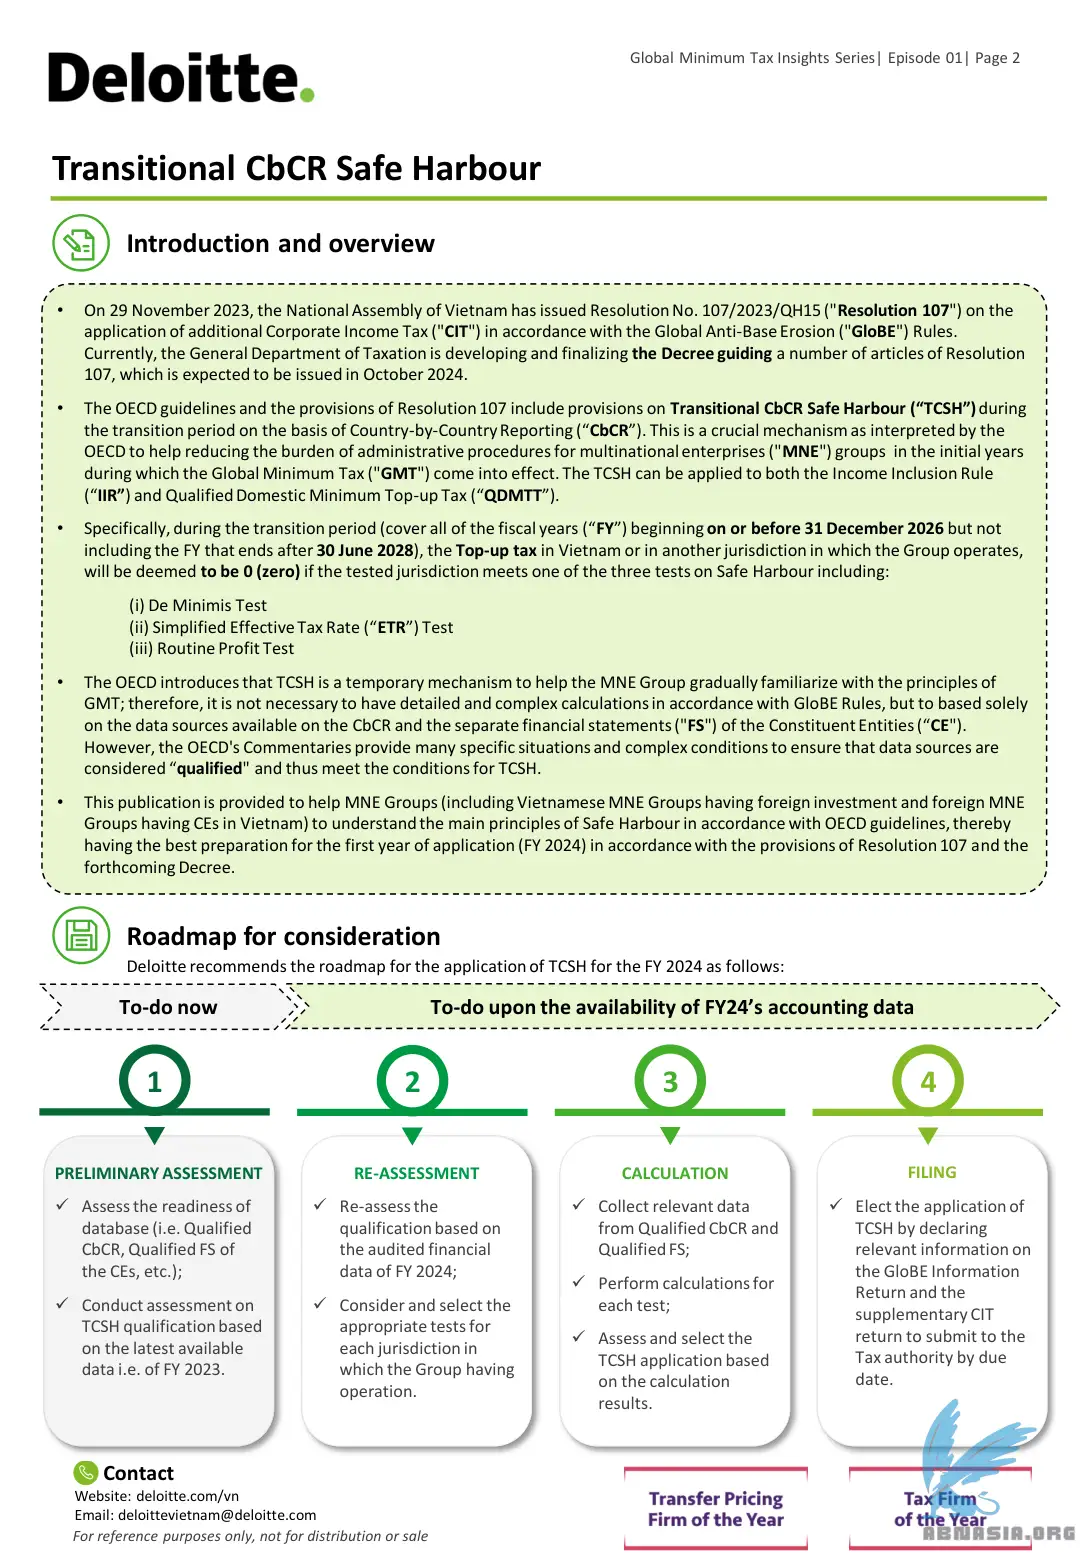 Global Minimum Tax Insights Series| Episode 01| Page 2
Deloitte.
Transitional CbCR Safe Harbour
Introduction and overview
• On 29 November 2023, the National Assembly of Vietnam has issued Resolution No. 107/2023/QH15 ("Resolution 107") on the
application of additional Corporate Income Tax ("CIT") in accordance with the Global Anti-Base Erosion ("GloBE") Rules.
Currently, the General Department of Taxation is developing and finalizing the Decree guiding a number of articles of Resolution
107, which is expected to be issued in October 2024.
• The OECD guidelines and the provisions of Resolution 107 include provisions on Transitional CbCR Safe Harbour (“TCSH”) during
the transition period on the basis of Country-by-Country Reporting (“CbCR”). This is a crucial mechanism as interpreted by the
OECD to help reducing the burden of administrative procedures for multinational enterprises ("MNE") groups in the initial years
during which the Global Minimum Tax ("GMT") come into effect. The TCSH can be applied to both the Income Inclusion Rule
(“IIR”) and Qualified Domestic Minimum Top-up Tax (“QDMTT”).
• Specifically, during the transition period (cover all of the fiscal years (“FY”) beginning on or before 31 December 2026 but not
including the FY that ends after 30 June 2028), the Top-up tax in Vietnam or in another jurisdiction in which the Group operates,
will be deemed to be 0 (zero) if the tested jurisdiction meets one of the three tests on Safe Harbour including:
(i) De Minimis Test
(ii) Simplified Effective Tax Rate (“ETR”) Test
(iii) Routine Profit Test
• The OECD introduces that TCSH is a temporary mechanism to help the MNE Group gradually familiarize with the principles of
GMT; therefore, it is not necessary to have detailed and complex calculations in accordance with GloBE Rules, but to based solely
on the data sources available on the CbCR and the separate financial statements ("FS") of the Constituent Entities (“CE").
However, the OECD's Commentaries provide many specific situations and complex conditions to ensure that data sources are
considered “qualified" and thus meet the conditions for TCSH.
• This publication is provided to help MNE Groups (including Vietnamese MNE Groups having foreign investment and foreign MNE
Groups having CEs in Vietnam) to understand the main principles of Safe Harbour in accordance with OECD guidelines, thereby
having the best preparation for the first year of application (FY 2024) in accordance with the provisions of Resolution 107 and the
forthcoming Decree.
Roadmap for consideration
Deloitte recommends the roadmap for the application of TCSH for the FY 2024 as follows:
To-do now
To-do upon the availability of FY24’s accounting data
1
PRELIMINARY ASSESSMENT
✓ Assess the readiness of
database (i.e. Qualified
CbCR, Qualified FS of
the CEs, etc.);
✓ Conduct assessment on
TCSH qualification based
on the latest available
data i.e. of FY 2023.
2
RE-ASSESSMENT
✓ Re-assess the
qualification based on
the audited financial
data of FY 2024;
✓ Consider and select the
appropriate tests for
each jurisdiction in
which the Group having
operation.
3
CALCULATION
✓ Collect relevant data
from Qualified CbCR and
Qualified FS;
✓ Perform calculations for
each test;
✓ Assess and select the
TCSH application based
on the calculation
results.
4
FILING
✓ Elect the application of
TCSH by declaring
relevant information on
the GloBE Information
Return and the
supplementary CIT
return to submit to the
Tax authority by due
date.
Contact
Website: deloitte.com/vn
Email: deloittevietnam@deloitte.com
For reference purposes only, not for distribution or sale
Transfer Pricing
Firm of the Year
Tax Firm
of the Year
ABNASIA.ORG